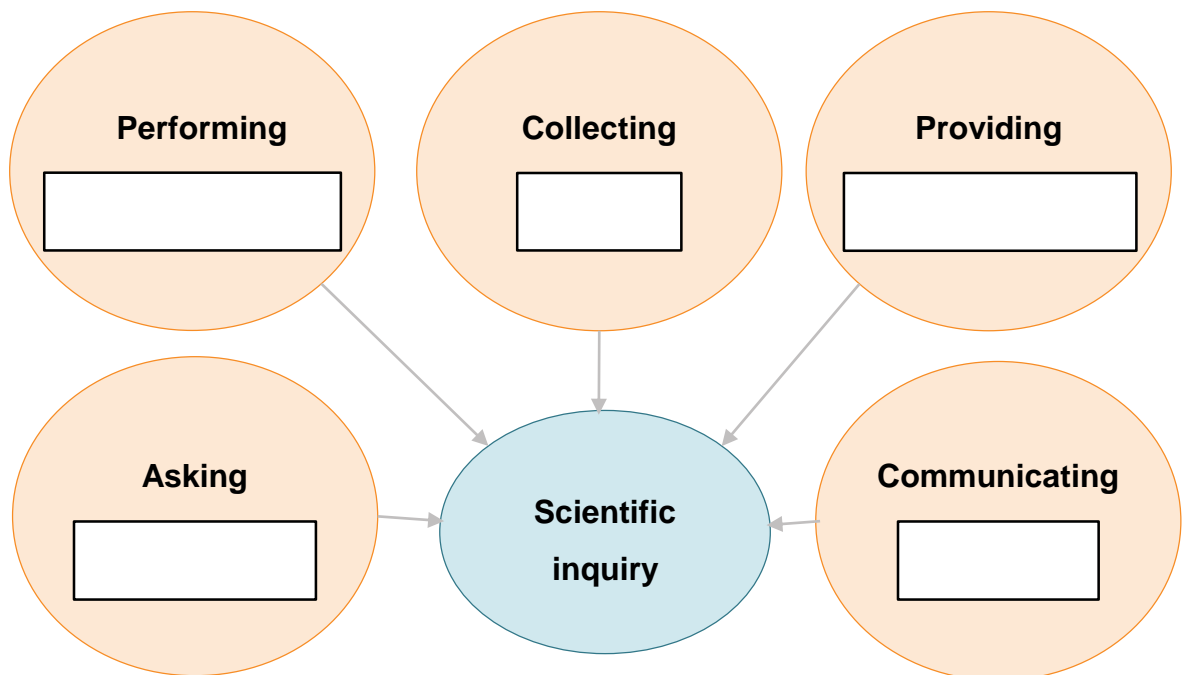 Performing
Collecting
Providing
Asking
Communicating
Scientific
inquiry